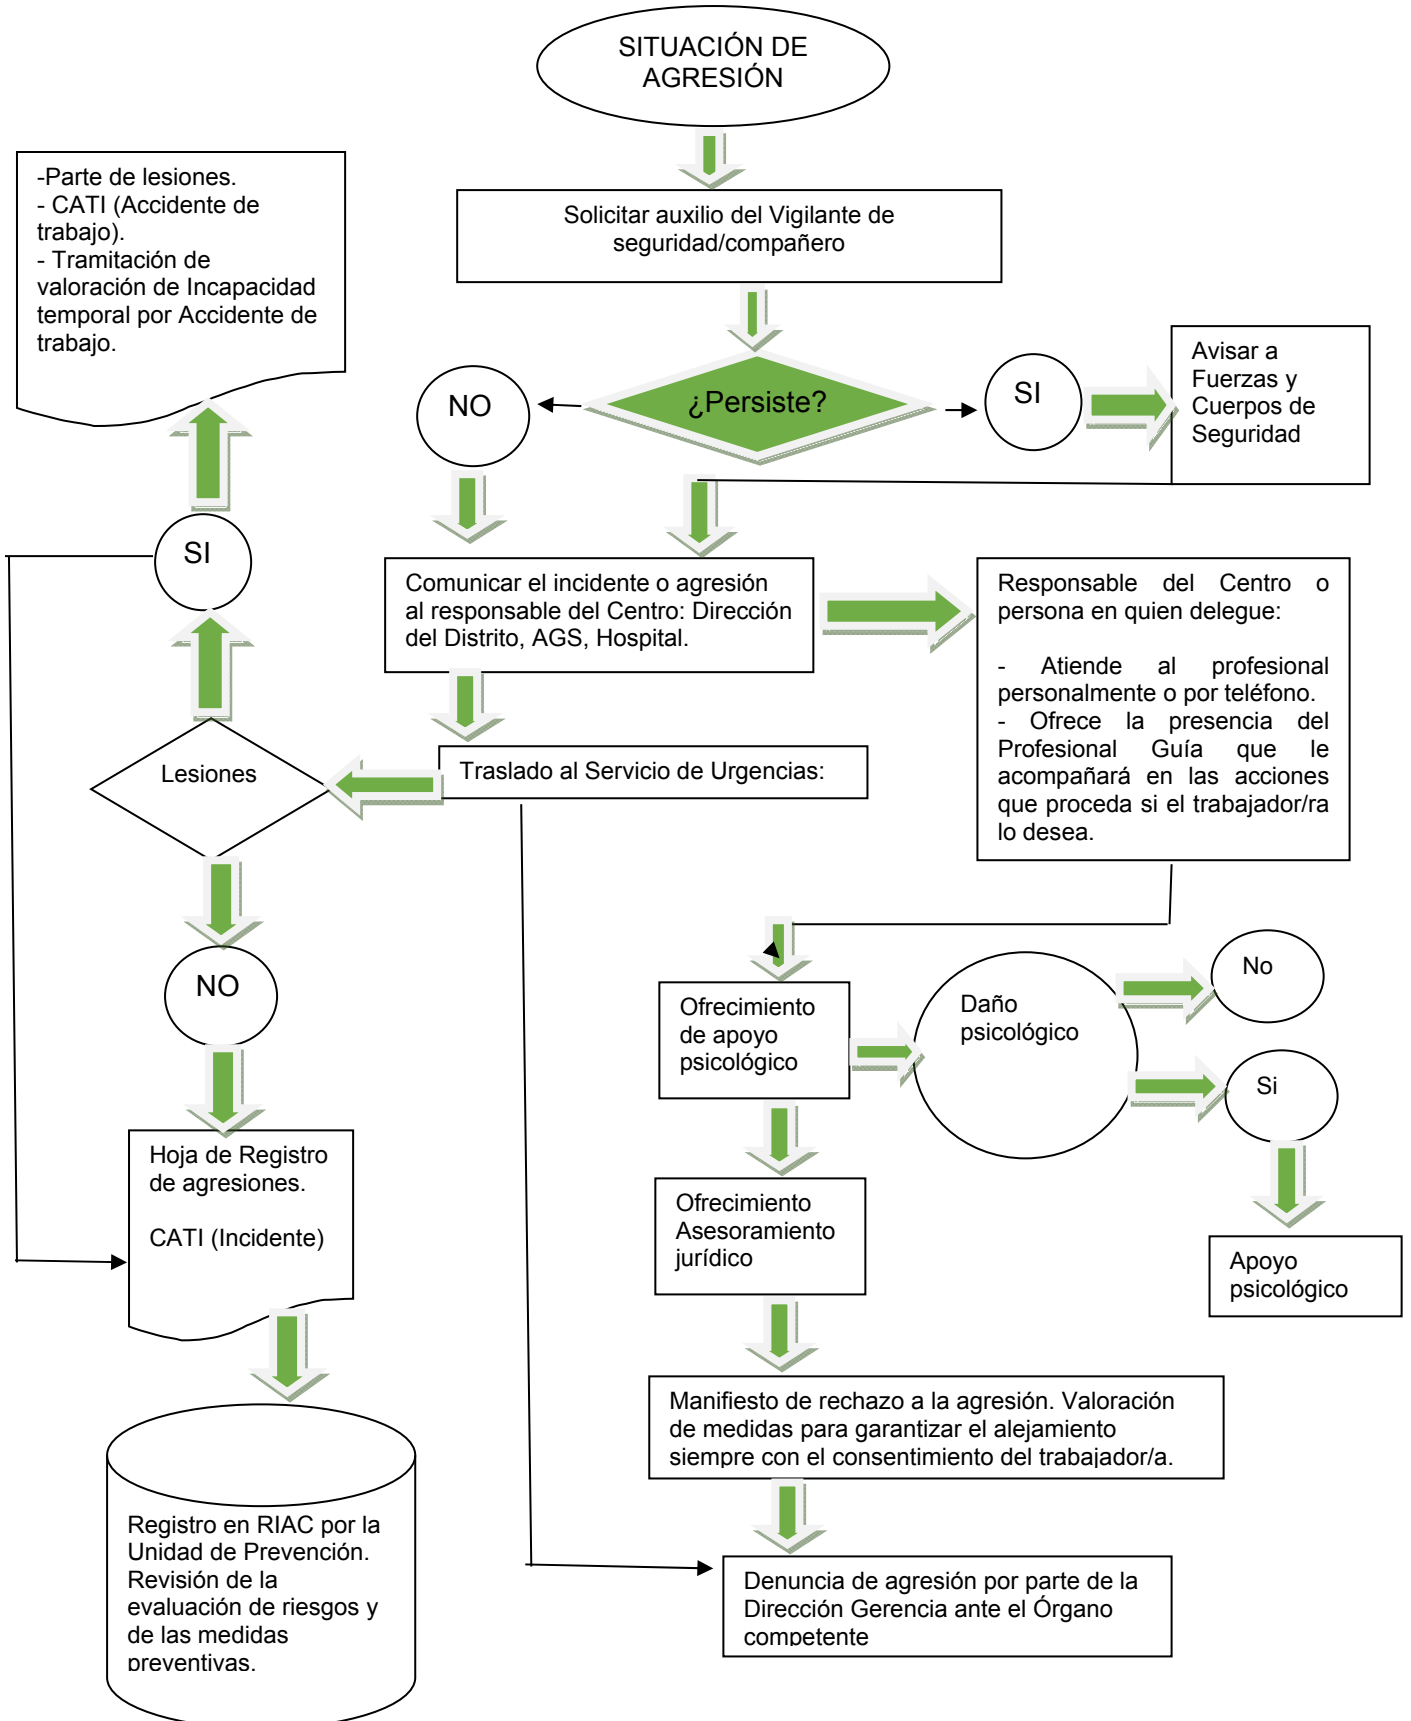 SITUACIÓN DE
AGRESIÓN
-Parte de lesiones.
- CATI (Accidente de
trabajo).
- Tramitación de
valoración de Incapacidad
temporal por Accidente de
trabajo.
Solicitar auxilio del Vigilante de
seguridad/compañero
¿Persiste?
NO
SI
Avisar a
Fuerzas y
Cuerpos de
Seguridad
SI
Comunicar el incidente o agresión
al responsable del Centro: Dirección
del Distrito, AGS, Hospital.
Responsable del Centro o
persona en quien delegue:
- Atiende al profesional
personalmente o por teléfono.
- Ofrece la presencia del
Profesional Guía que le
acompañará en las acciones
que proceda si el trabajador/ra
lo desea.
Lesiones
Traslado al Servicio de Urgencias:
NO
Ofrecimiento
de apoyo
psicológico
Daño
psicológico
No
Si
Hoja de Registro
de agresiones.
CATI (Incidente)
Ofrecimiento
Asesoramiento
jurídico
Apoyo
psicológico
Manifiesto de rechazo a la agresión. Valoración
de medidas para garantizar el alejamiento
siempre con el consentimiento del trabajador/a.
Registro en RIAC por la
Unidad de Prevención.
Revisión de la
evaluación de riesgos y
de las medidas
preventivas.
Denuncia de agresión por parte de la
Dirección Gerencia ante el Órgano
competente